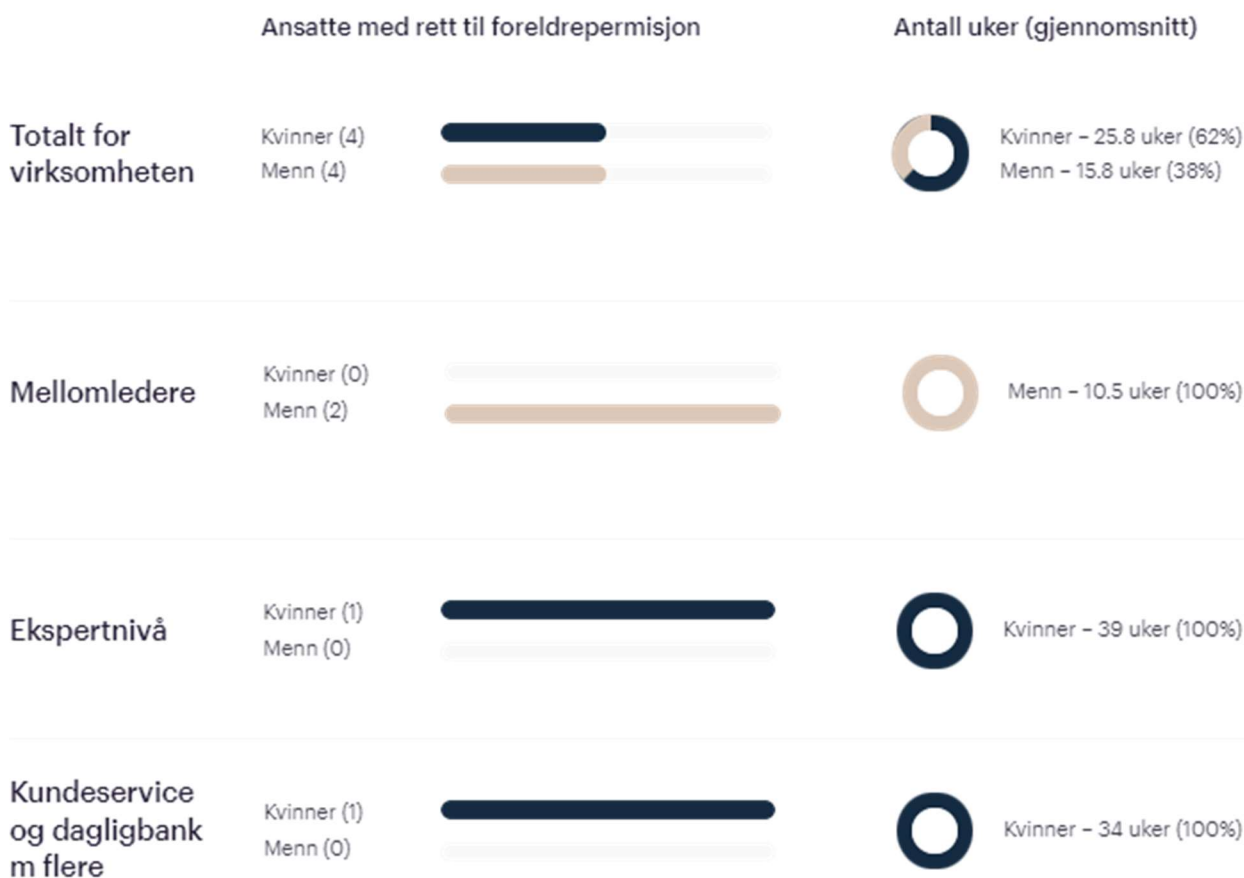 Ansatte med rett til foreldrepermisjon
Antall uker (gjennomsnitt)
Totalt for
virksomheten
Kvinner (4)
Menn (4)
Kvinner – 25.8 uker (62%)
Menn – 15.8 uker (38%)
Mellomledere
Kvinner (0)
Menn (2)
Menn – 10.5 uker (100%)
Ekspertnivå
Kvinner (1)
Menn (0)
Kvinner – 39 uker (100%)
Kundeservice
og dagligbank
m flere
Kvinner (1)
Menn (0)
Kvinner – 34 uker (100%)